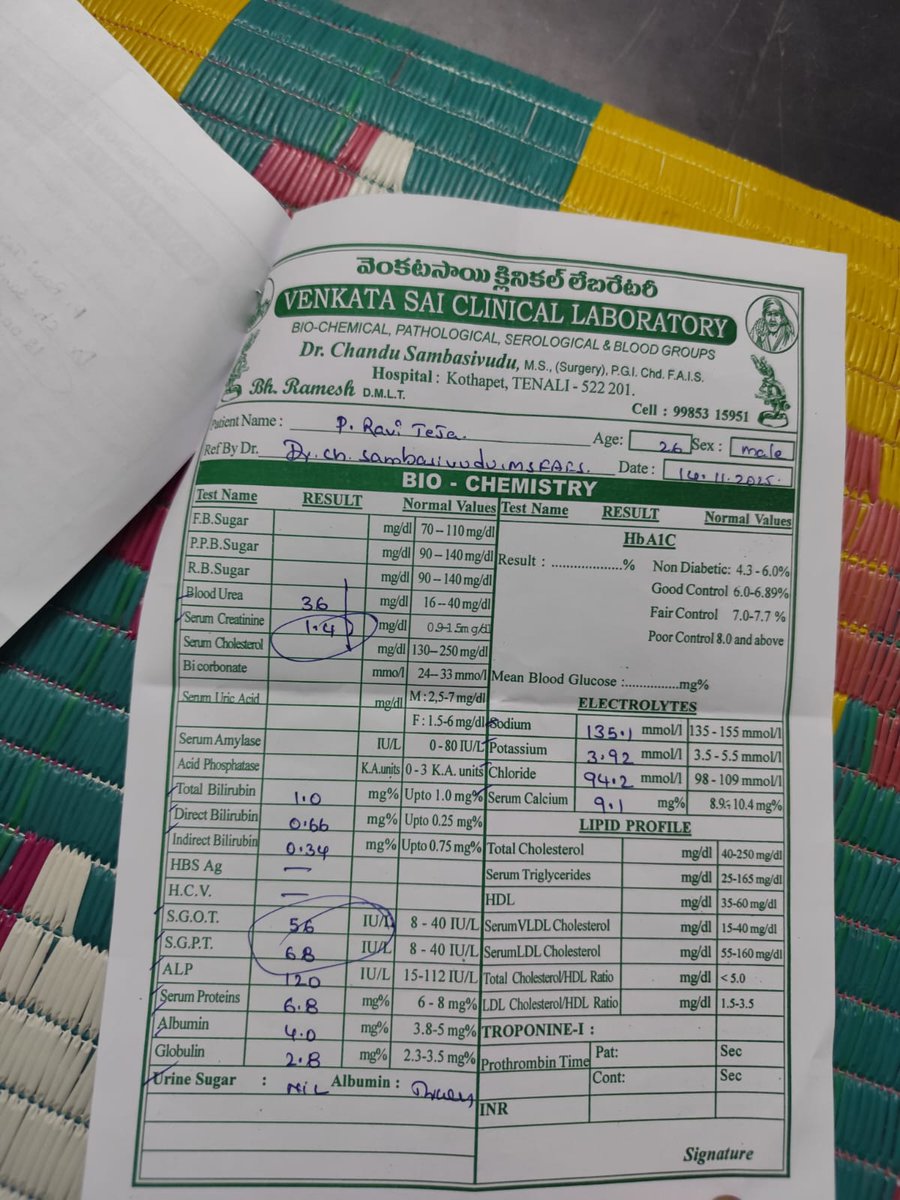 వెంకటసాయి క్లినికల్ లేబరేటరీ
VENKATA SAI CLINICAL LABORATORY
BIO-CHEMICAL, PATHOLOGICAL, SEROLOGICAL & BLOOD GROUPS
Dr. Chandu Sambasivudu, M.S., (Surgery), P.G.I. Chd. F.A.I.S.
Hospital : Kothapet, TENALI - 522 201.
Bh. Ramesh D.M.L.T.
Cell : 99853 15951
Patient Name : P. Ravi Teja. Age: 26 Sex : male
Ref By Dr. Dr. ch. Sambasivudu. MS FAIS. Date : 14.11.2025.
BIO - CHEMISTRY
Test Name RESULT Normal Values
F.B.Sugar mg/dl 70 – 110 mg/dl
P.P.B.Sugar mg/dl 90 – 140 mg/dl
R.B.Sugar mg/dl 90 – 140 mg/dl
Blood Urea 36 mg/dl 16 – 40 mg/dl
Serum Creatinine 1.4 mg/dl 0.9-1.5m g/dl
Serum Cholesterol mg/dl 130 – 250 mg/dl
Bi corbonate mmo/l 24 – 33 mmo/l
Serum Uric Acid mg/dl M : 2,5-7 mg/dl
F : 1.5-6 mg/dl
Serum Amylase IU/L 0 -80 IU/L
Acid Phosphatase K.A.units 0 -3 K.A. units
Total Bilirubin 1.0 mg% Upto 1.0 mg%
Direct Bilirubin 0.66 mg% Upto 0.25 mg%
Indirect Bilirubin 0.34 mg% Upto 0.75 mg%
HBS Ag —
H.C.V. —
S.G.O.T. 56 IU/L 8 - 40 IU/L
S.G.P.T. 68 IU/L 8 - 40 IU/L
ALP 120 IU/L 15-112 IU/L
Serum Proteins 6.8 mg% 6 - 8 mg%
Albumin 4.0 mg% 3.8-5 mg%
Globulin 2.8 mg% 2.3-3.5 mg%
Urine Sugar : Nil Albumin :
Test Name RESULT Normal Values
HbA1C
Result : ....................% Non Diabetic: 4.3 - 6.0%
Good Control 6.0-6.89%
Fair Control 7.0-7.7 %
Poor Control 8.0 and above
Mean Blood Glucose :..............mg%
ELECTROLYTES
Sodium 135.1 mmol/l 135 - 155 mmol/l
Potassium 3.92 mmol/l 3.5 - 5.5 mmol/l
Chloride 94.2 mmol/l 98 - 109 mmol/l
Serum Calcium 9.1 mg% 8.9 - 10.4 mg%
LIPID PROFILE
Total Cholesterol mg/dl 40-250 mg/dl
Serum Triglycerides mg/dl 25-165 mg/dl
HDL mg/dl 35-60 mg/dl
SerumVLDL Cholesterol mg/dl 15-40 mg/dl
SerumLDL Cholesterol mg/dl 55-160 mg/dl
Total Cholesterol/HDL Ratio mg/dl < 5.0
LDL Cholesterol/HDL Ratio mg/dl 1.5-3.5
TROPONINE-I :
Prothrombin Time Pat: Sec
Cont: Sec
INR
Signature